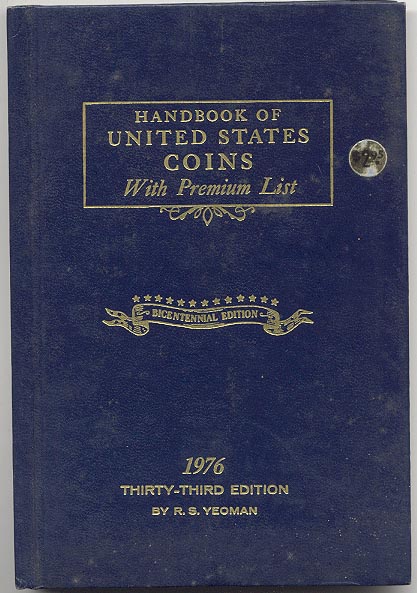 HANDBOOK OF
UNITED STATES
COINS
With Premium List
BICENTENNIAL EDITION
1976
THIRTY-THIRD EDITION
BY R. S. YEOMAN